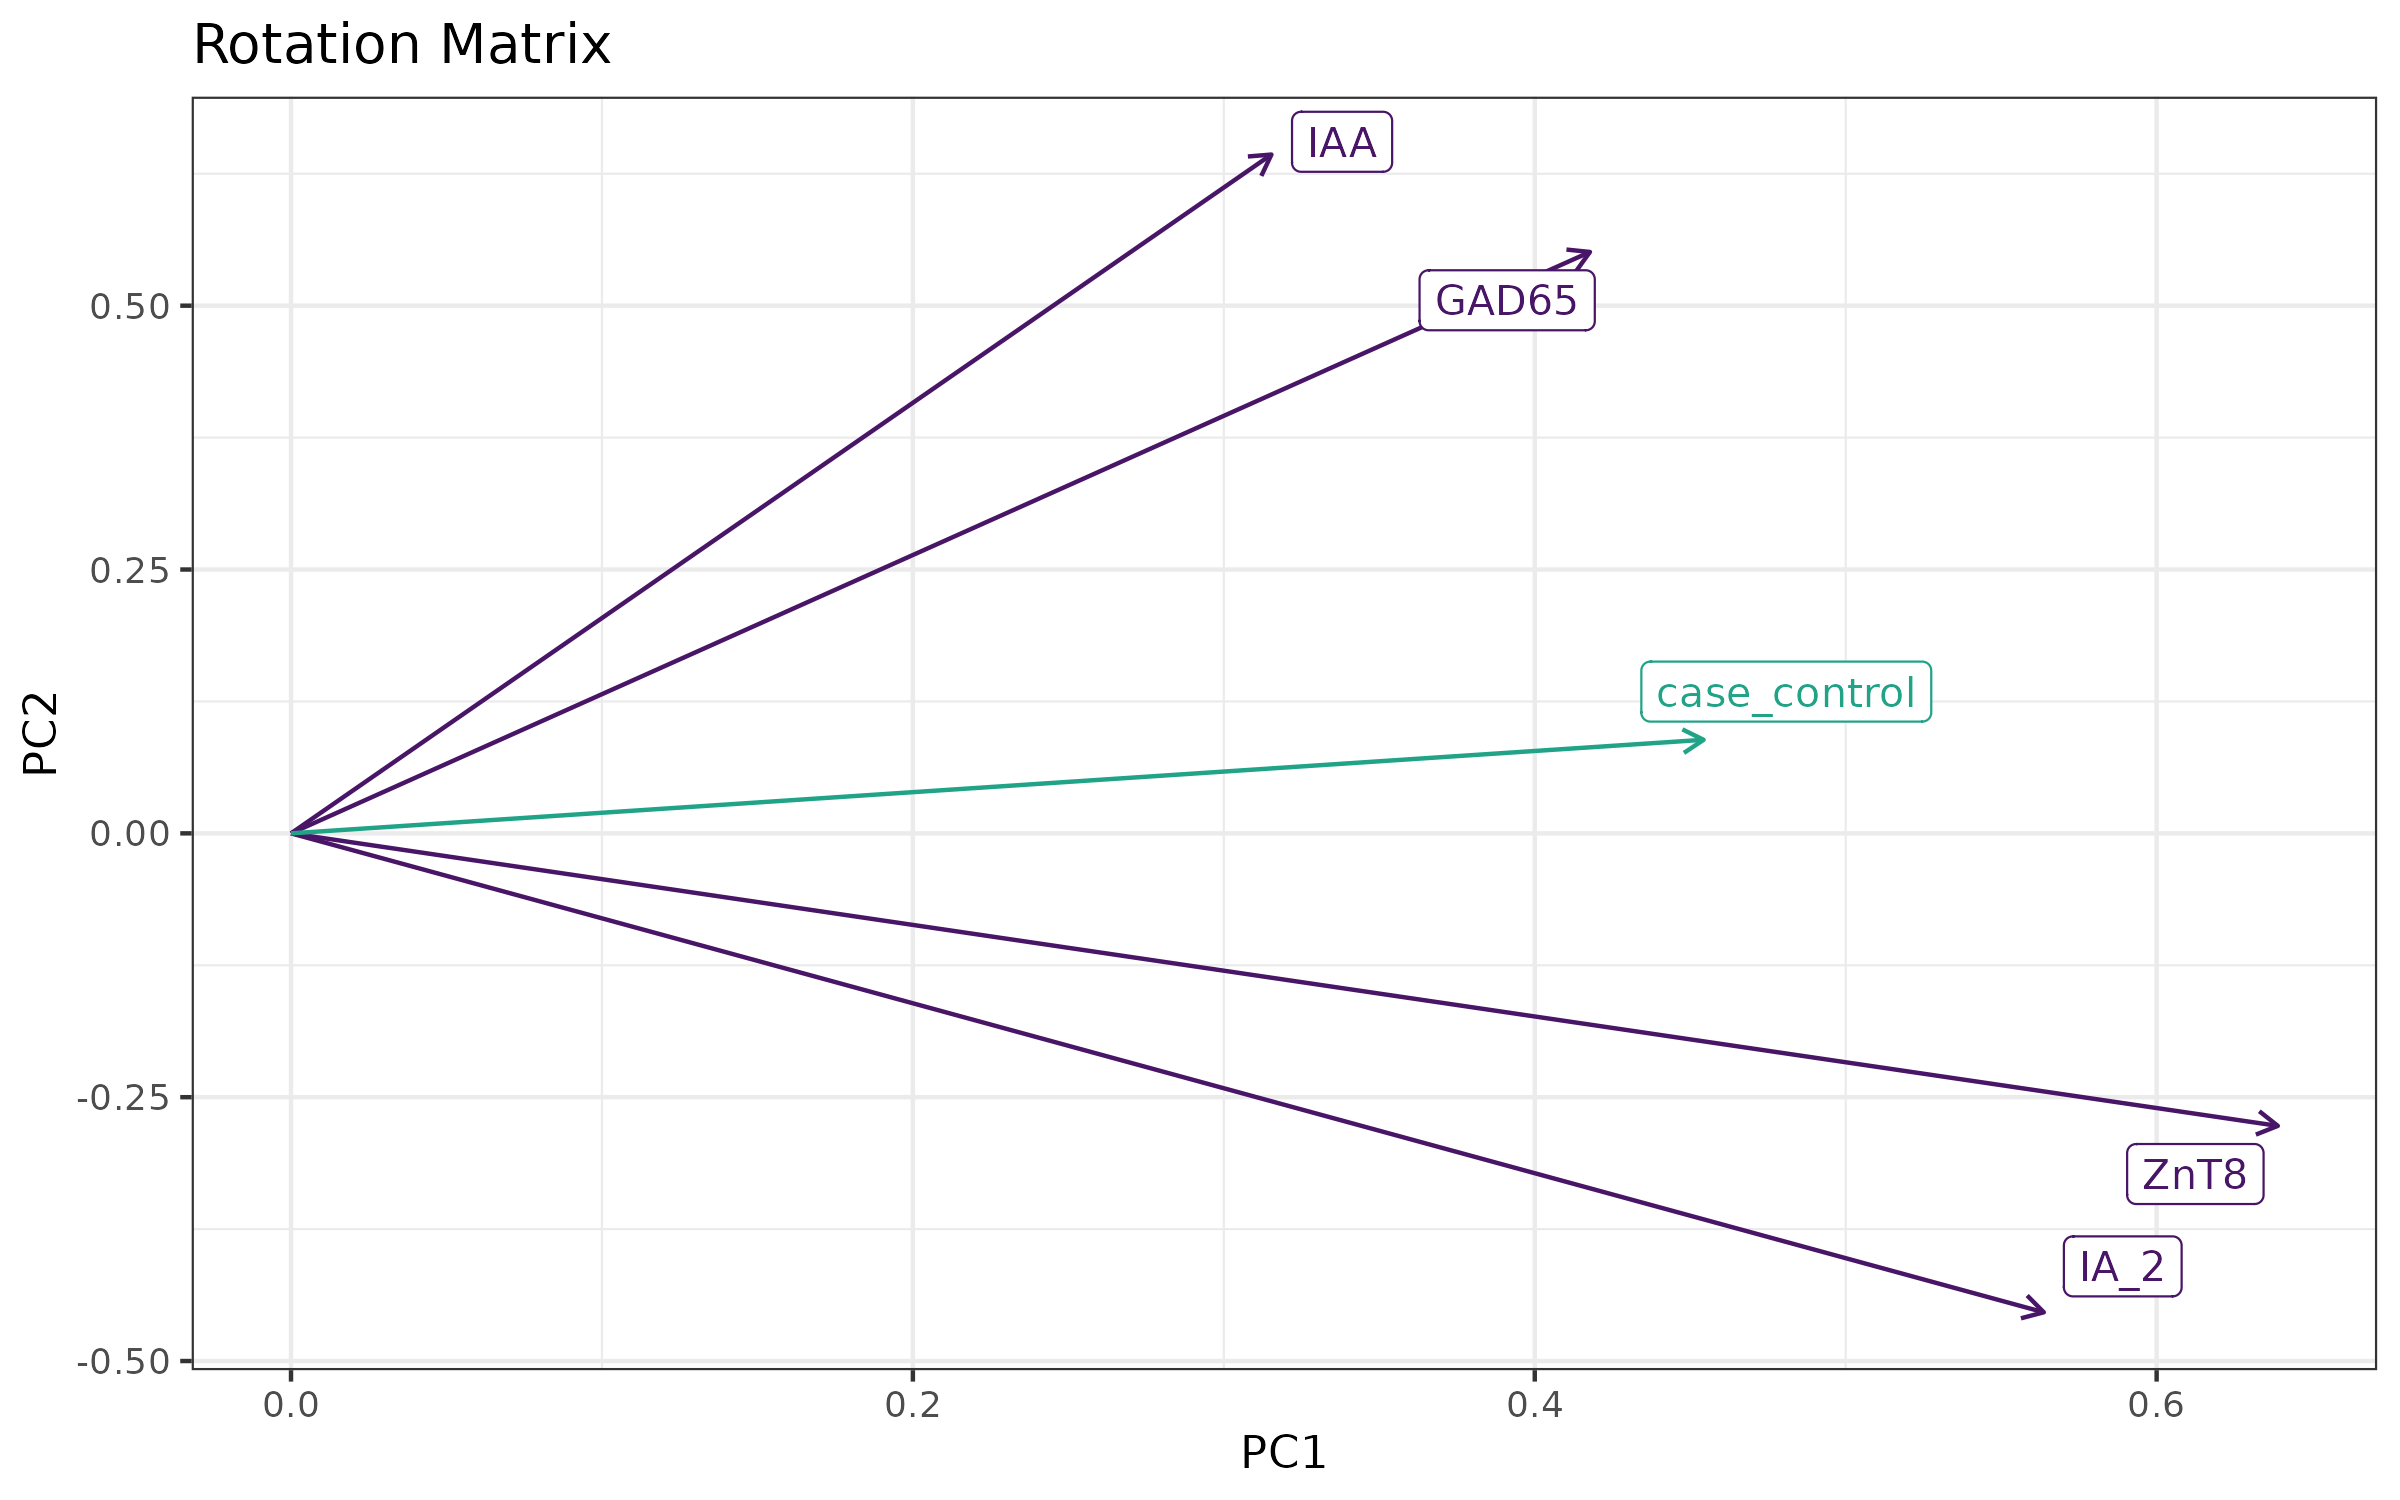 Rotation Matrix
IAA
GAD65
case_control
ZnT8
IA_2
0.50
0.25
0.00
-0.25
-0.50
PC2
0.0
0.2
0.4
0.6
PC1